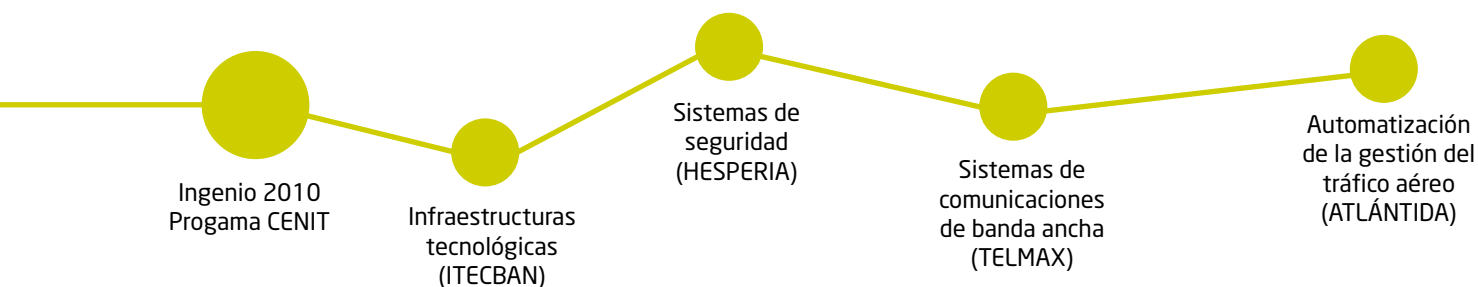 Ingenio 2010
Progama CENIT
Infraestructuras
tecnológicas
(ITECBAN)
Sistemas de
seguridad
(HESPERIA)
Sistemas de
comunicaciones
de banda ancha
(TELMAX)
Automatización
de la gestión del
tráfico aéreo
(ATLÁNTIDA)